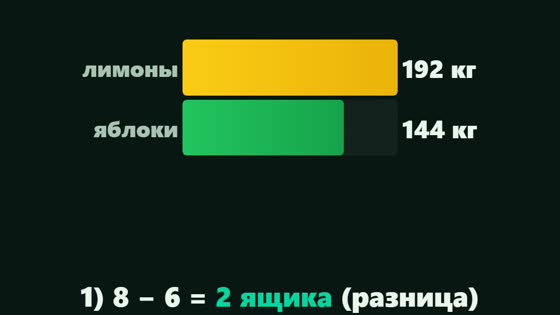 лимоны 192 кг
яблоки 144 кг
1) 8 – 6 = 2 ящика (разница)